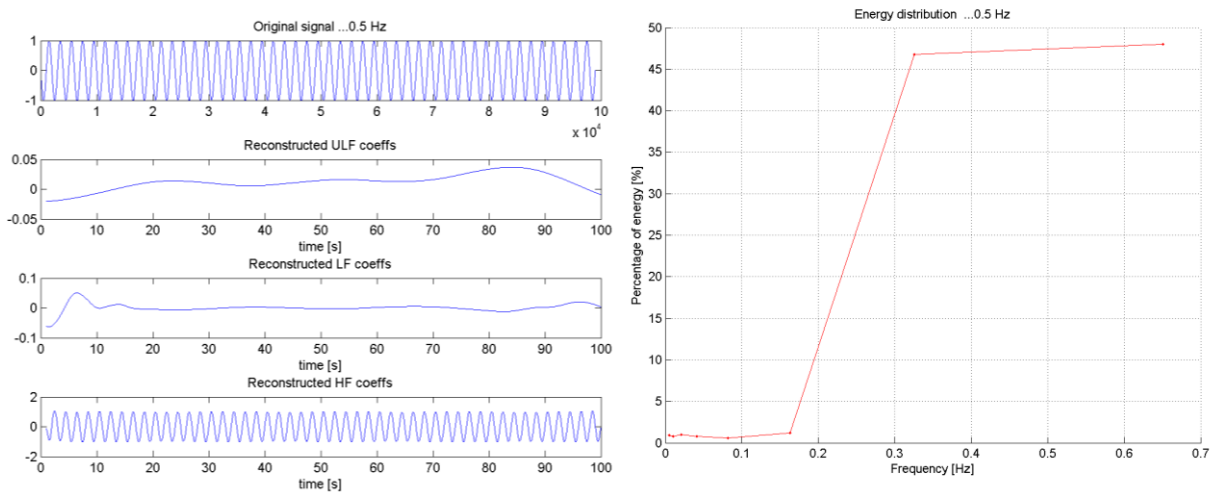 Original signal ...0.5 Hz
1
0
-1
0 1 2 3 4 5 6 7 8 9 10
x 10^4
Reconstructed ULF coeffs
0.05
0
-0.05
0 10 20 30 40 50 60 70 80 90 100
time [s]
Reconstructed LF coeffs
0.1
0
-0.1
0 10 20 30 40 50 60 70 80 90 100
time [s]
Reconstructed HF coeffs
2
0
-2
0 10 20 30 40 50 60 70 80 90 100
time [s]
Energy distribution ...0.5 Hz
Percentage of energy [%]
50
45
40
35
30
25
20
15
10
5
0
0 0.1 0.2 0.3 0.4 0.5 0.6 0.7
Frequency [Hz]